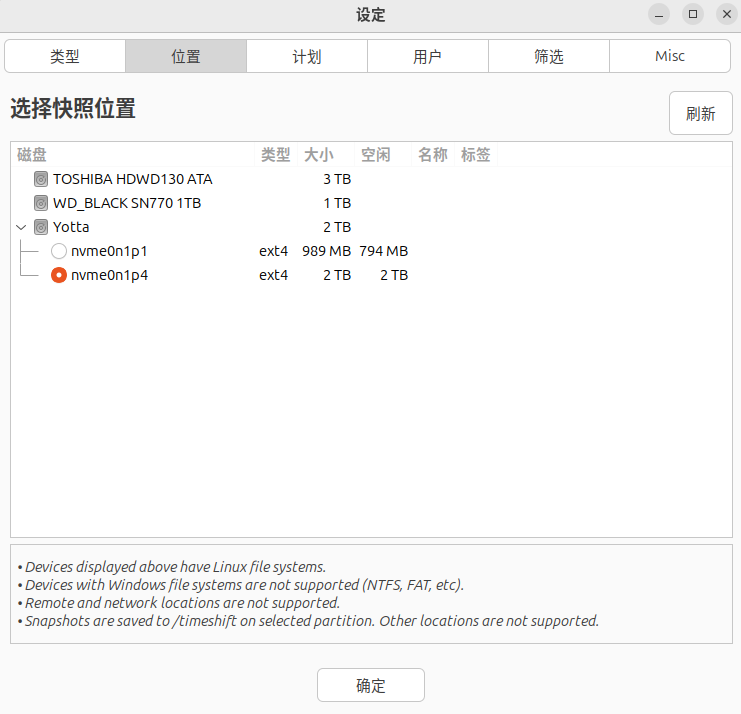 设定
类型 位置 计划 用户 筛选 Misc
选择快照位置
刷新
磁盘 类型 大小 空闲 名称 标签
TOSHIBA HDWD130 ATA 3 TB
WD_BLACK SN770 1TB 1 TB
Yotta 2 TB
nvme0n1p1 ext4 989 MB 794 MB
nvme0n1p4 ext4 2 TB 2 TB
• Devices displayed above have Linux file systems.
• Devices with Windows file systems are not supported (NTFS, FAT, etc).
• Remote and network locations are not supported.
• Snapshots are saved to /timeshift on selected partition. Other locations are not supported.
确定